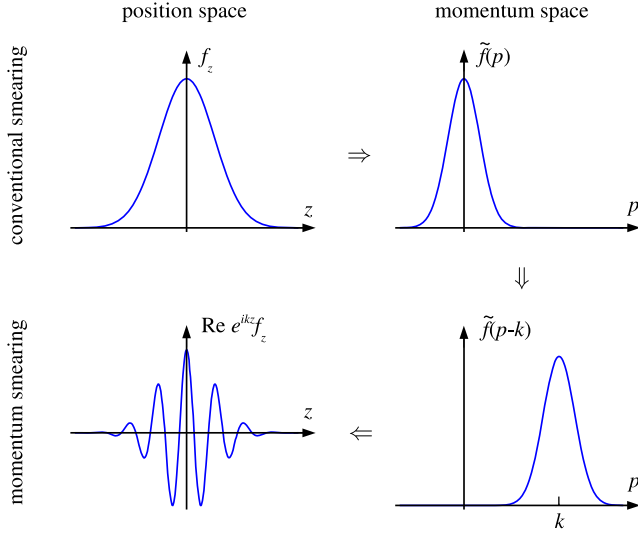 position space
momentum space
conventional smearing
f_z
z
⇒
f̃(p)
p
⇓
momentum smearing
Re e^{ikz}f_z
z
⇐
f̃(p-k)
p
k